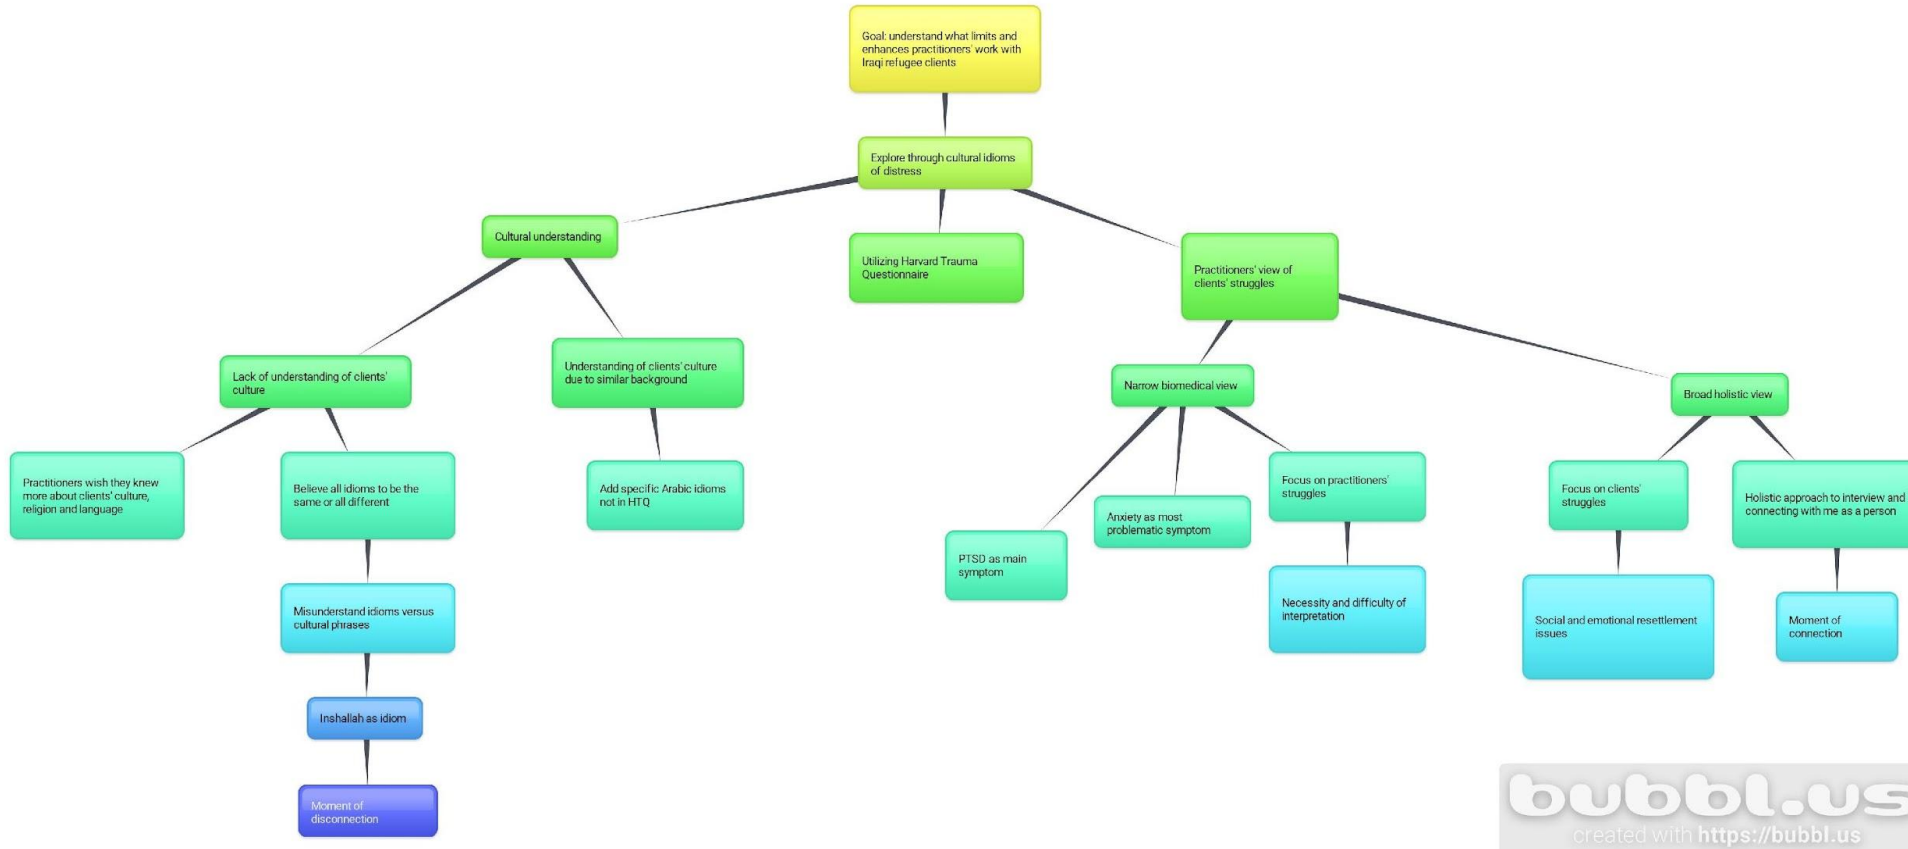 Goal: understand what limits and
enhances practitioners' work with
Iraqi refugee clients
Explore through cultural idioms
of distress
Cultural understanding
Utilizing Harvard Trauma
Questionnaire
Practitioners' view of
clients' struggles
Lack of understanding of clients'
culture
Understanding of clients' culture
due to similar background
Narrow biomedical view
Broad holistic view
Practitioners wish they knew
more about clients' culture,
religion and language
Believe all idioms to be the
same or all different
Add specific Arabic idioms
not in HTQ
PTSD as main
symptom
Anxiety as most
problematic symptom
Focus on practitioners'
struggles
Focus on clients'
struggles
Holistic approach to interview and
connecting with me as a person
Misunderstand idioms versus
cultural phrases
Necessity and difficulty of
interpretation
Social and emotional resettlement
issues
Moment of
connection
Inshallah as idiom
Moment of
disconnection
bubbl.us
created with https://bubbl.us